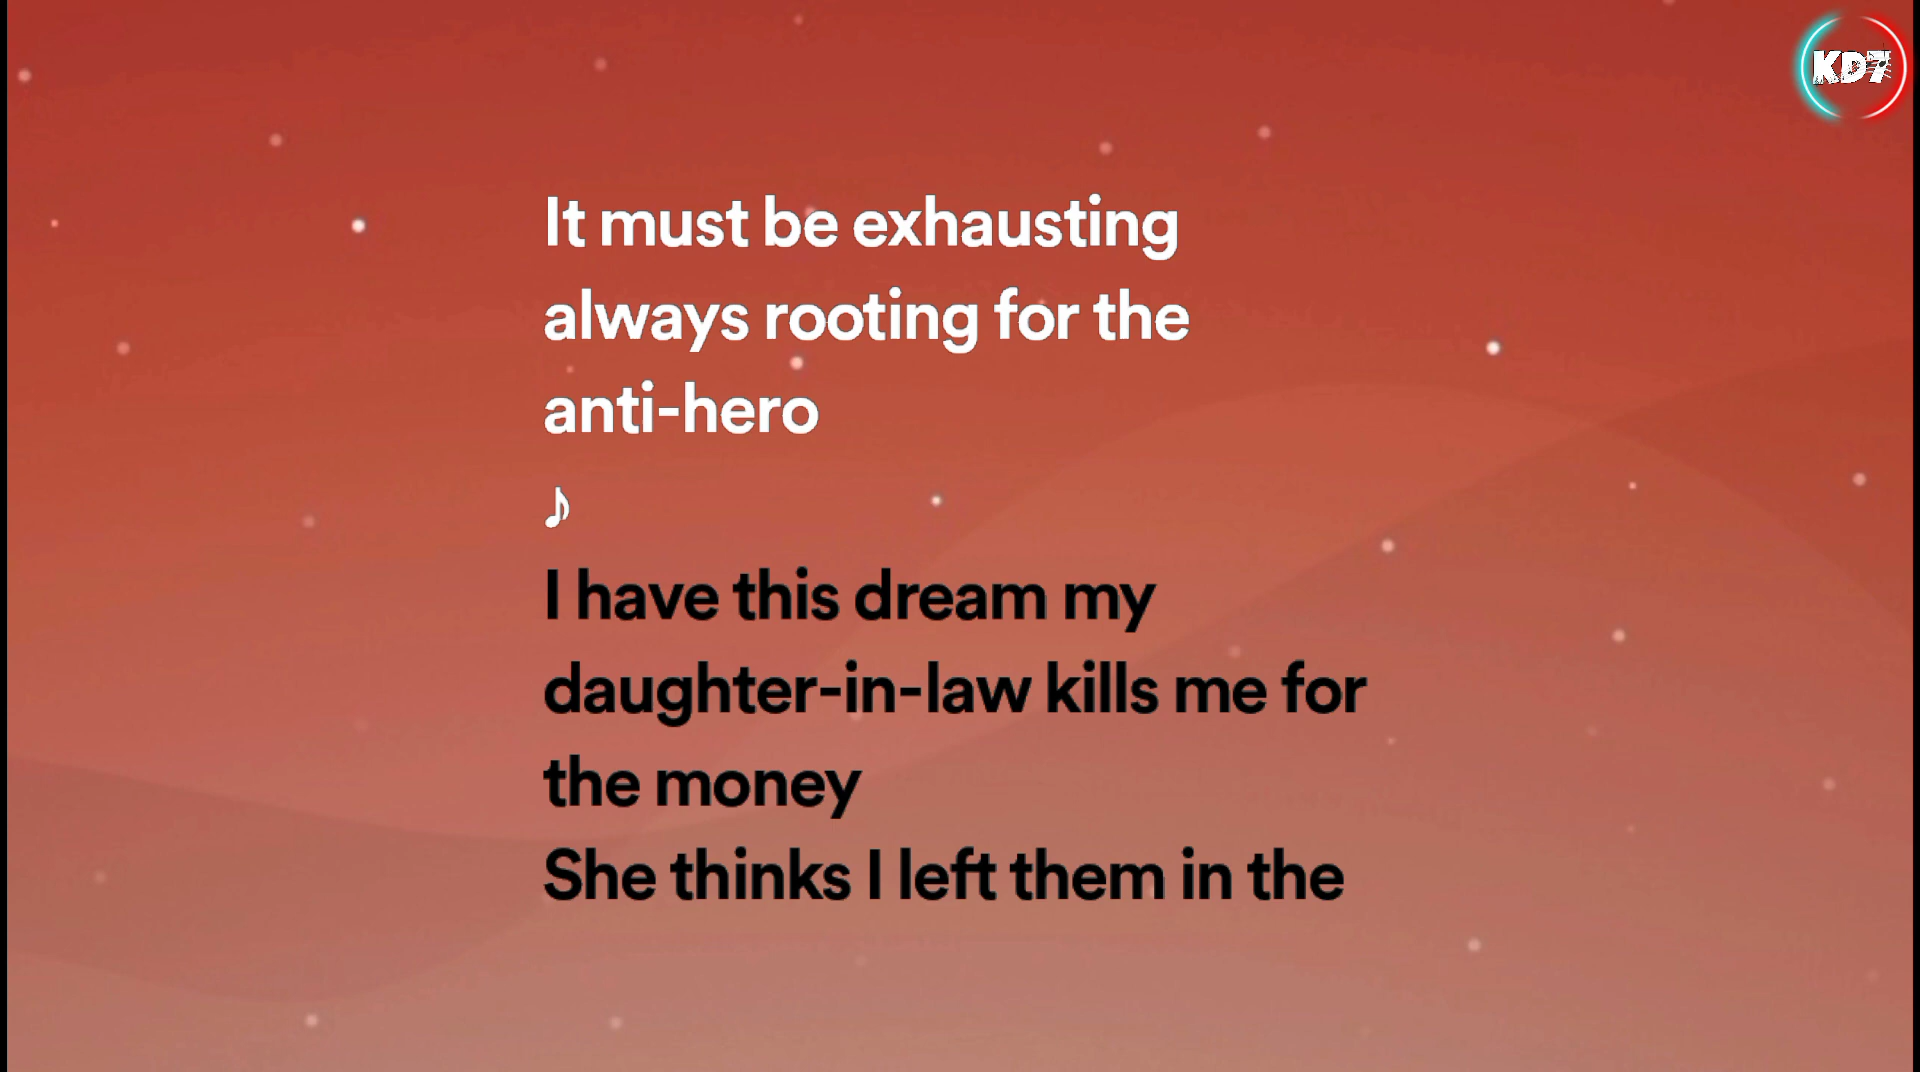 KD7
It must be exhausting
always rooting for the
anti-hero
♪
I have this dream my
daughter-in-law kills me for
the money
She thinks I left them in the